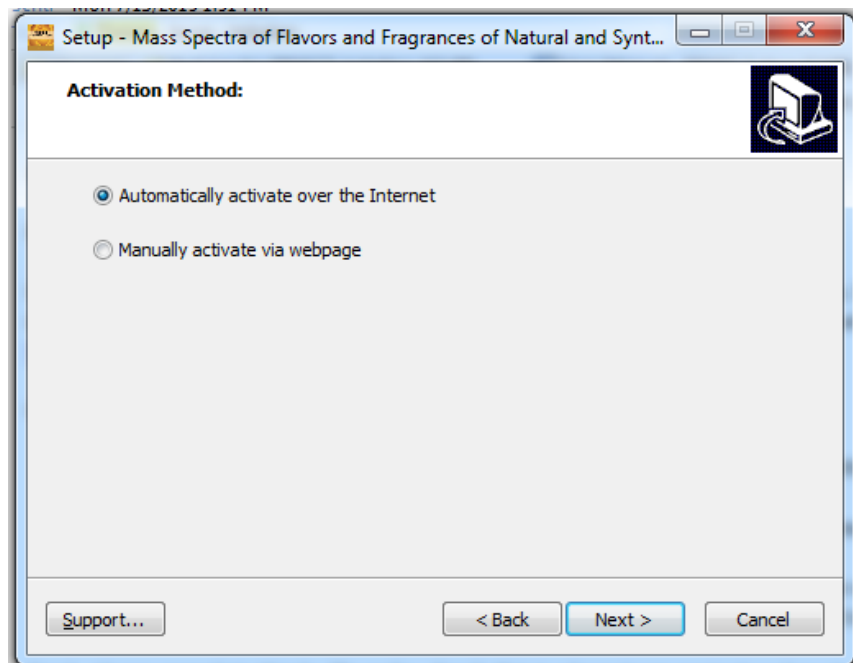 Setup - Mass Spectra of Flavors and Fragrances of Natural and Synt...
Activation Method:
Automatically activate over the Internet
Manually activate via webpage
Support...
< Back
Next >
Cancel